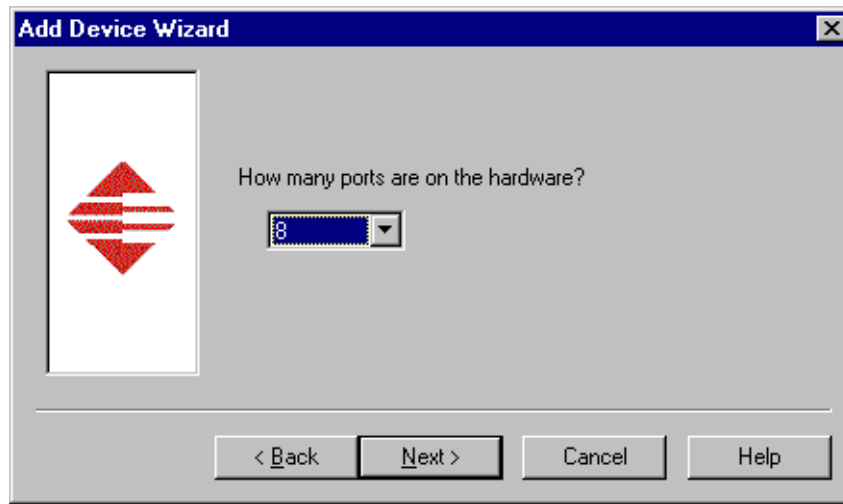 Add Device Wizard
How many ports are on the hardware?
8
< Back
Next >
Cancel
Help